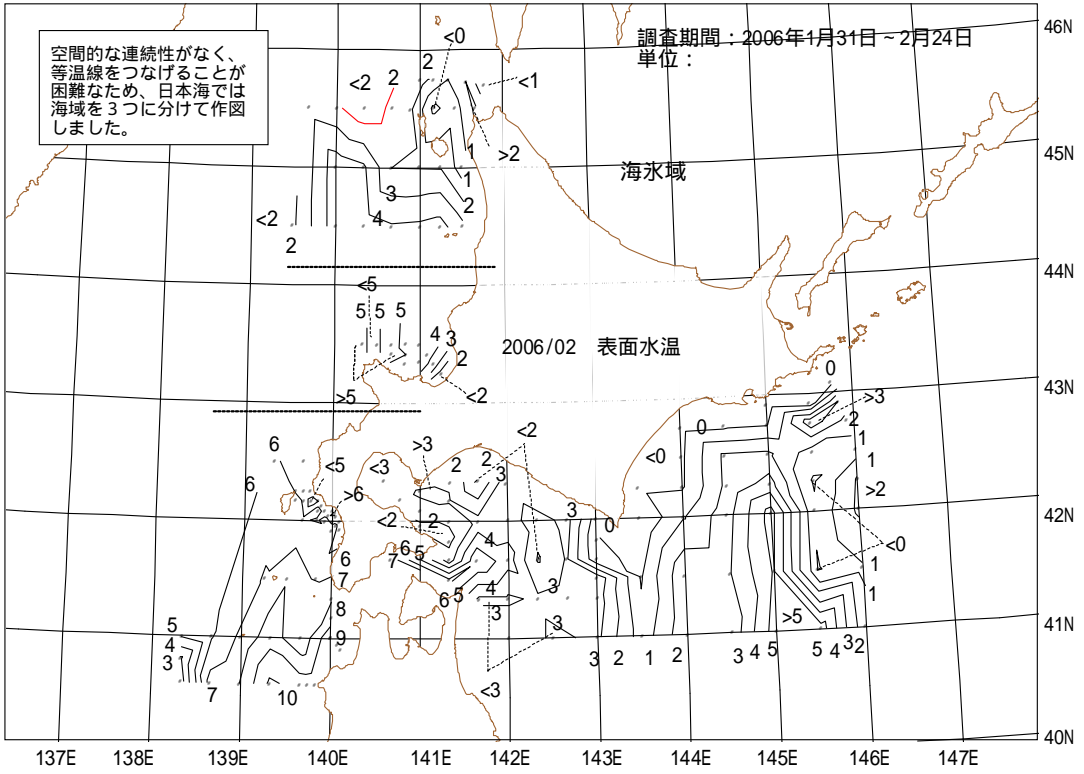 空間的な連続性がなく、
等温線をつなげることが
困難なため、日本海では
海域を３つに分けて作図
しました。
調査期間：2006年1月31日~2月24日
単位：
46N
<0
<2 2 2
<1
>2
45N
海氷域
1
1
3
2
<2
4
2
44N
<5
5 5 5
4 3
2
2006/02 表面水温
>5
<2
43N
0
>3
2
6
<5
<3
>3
2 2
<2
3
<0
0
1
1
6
>6
>2
<2
2
3
0
42N
<0
6
7
7 6 5
4
1
8
6 5
4
3
3
1
9
>5
5
4
3
3
3 2 1 2
3 4 5
5 4 3 2
41N
7
10
<3
40N
137E 138E 139E 140E 141E 142E 143E 144E 145E 146E 147E